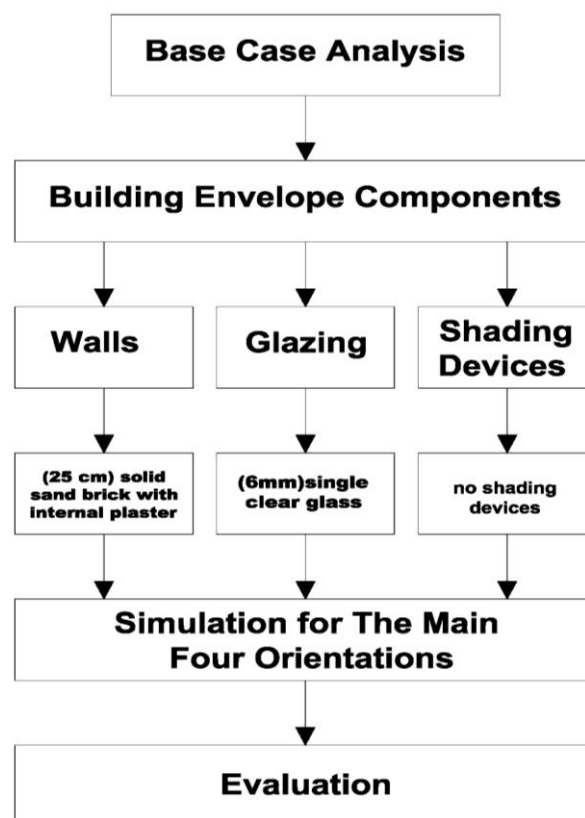 Base Case Analysis
Building Envelope Components
Walls
Glazing
Shading
Devices
(25 cm) solid
sand brick with
internal plaster
(6mm)single
clear glass
no shading
devices
Simulation for The Main
Four Orientations
Evaluation